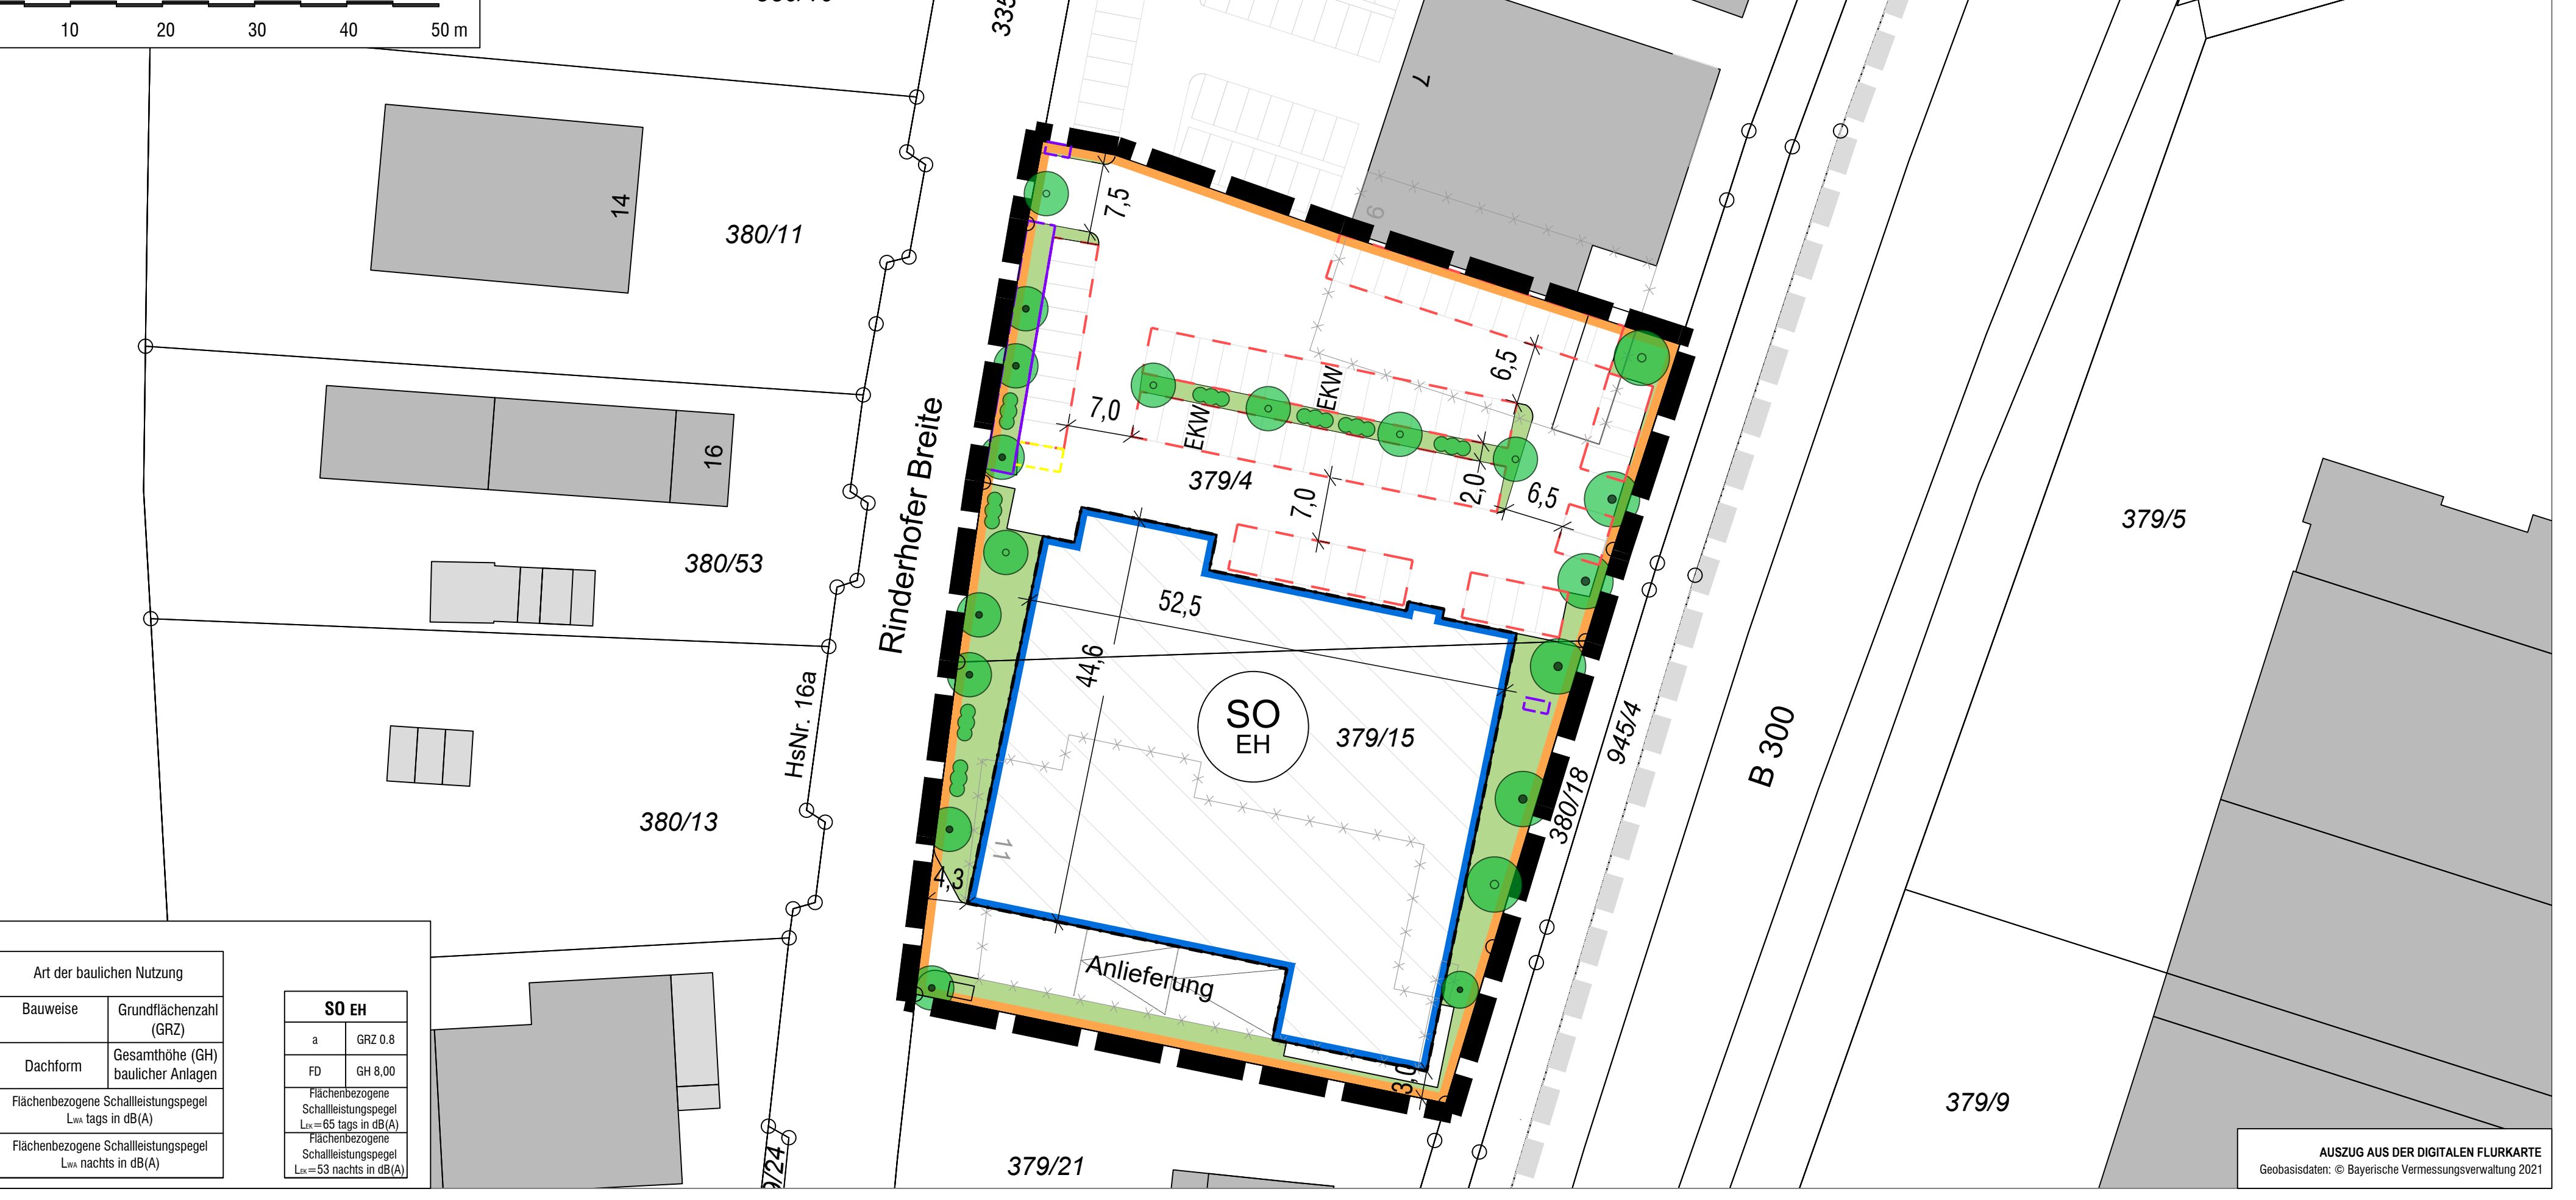 10 20 30 40 50 m
7
14
380/11
7,5
9
6,5
7,0
EKW
EKW
16
379/4
2,0
6,5
7,0
379/5
380/53
Rinderhofer Breite
52,5
44,6
SO
EH
379/15
HsNr. 16a
945/4
B 300
380/18
380/13
11
4,3
Anlieferung
3,0
379/9
379/21
Art der baulichen Nutzung
Bauweise
Grundflächenzahl
(GRZ)
Dachform
Gesamthöhe (GH)
baulicher Anlagen
Flächenbezogene Schallleistungspegel
LWA tags in dB(A)
Flächenbezogene Schallleistungspegel
LWA nachts in dB(A)
SO EH
a GRZ 0.8
FD GH 8,00
Flächenbezogene
Schallleistungspegel
LEK=65 tags in dB(A)
Flächenbezogene
Schallleistungspegel
LEK=53 nachts in dB(A)
AUSZUG AUS DER DIGITALEN FLURKARTE
Geobasisdaten: © Bayerische Vermessungsverwaltung 2021